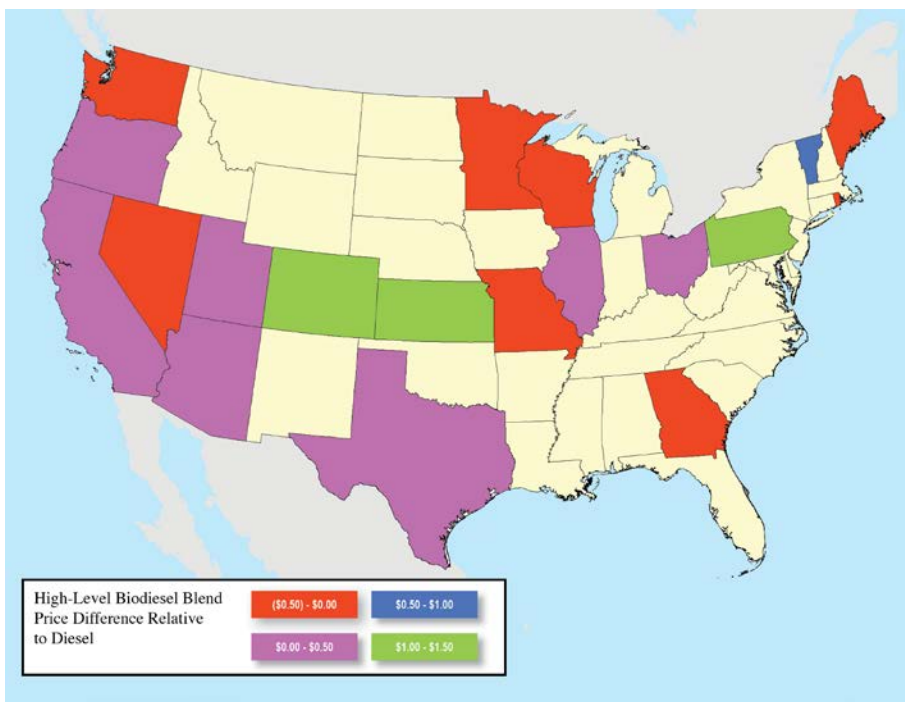 High-Level Biodiesel Blend
Price Difference Relative
to Diesel
($0.50) - $0.00
$0.50 - $1.00
$0.00 - $0.50
$1.00 - $1.50